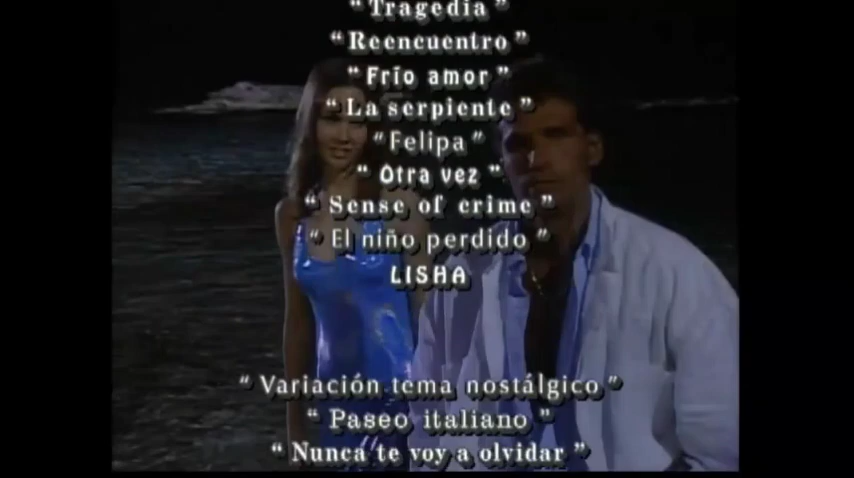 “ Tragedia ”
“ Reencuentro ”
“ Frío amor ”
“ La serpiente ”
“ Felipa ”
“ Otra vez ”
“ Sense of crime ”
“ El niño perdido ”
LISHA
“ Variación tema nostálgico ”
“ Paseo italiano ”
“ Nunca te voy a olvidar ”